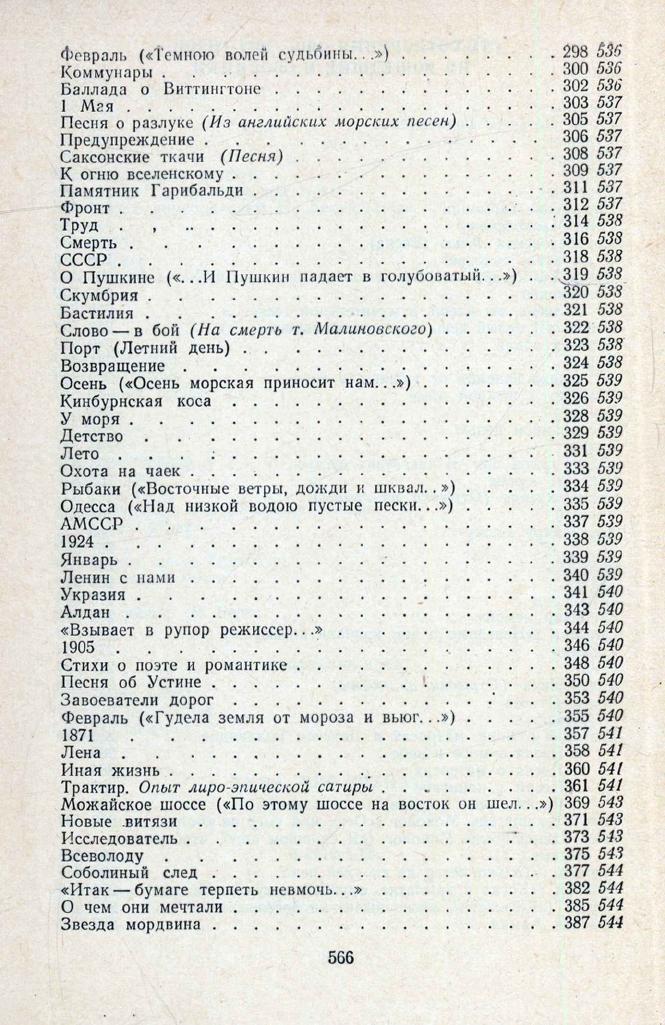 Февраль («Темною волей судьбины...») . . . . . . . 298 536
Коммунары . . . . . . . 300 536
Баллада о Виттингтоне . . . . . . . 302 536
1 Мая . . . . . . . 303 537
Песня о разлуке (Из английских морских песен) . . . . . . . 305 537
Предупреждение . . . . . . . 306 537
Саксонские ткачи (Песня) . . . . . . . 308 537
К огню вселенскому . . . . . . . 309 537
Памятник Гарибальди . . . . . . . 311 537
Фронт . . . . . . . 312 537
Труд . . . . . . . 314 538
Смерть . . . . . . . 316 538
СССР . . . . . . . 318 538
О Пушкине («...И Пушкин падает в голубоватый...») . . . 319 538
Скумбрия . . . . . . . 320 538
Бастилия . . . . . . . 321 538
Слово — в бой (На смерть т. Малиновского) . . . . . . . 322 538
Порт (Летний день) . . . . . . . 323 538
Возвращение . . . . . . . 324 538
Осень («Осень морская приносит нам...») . . . . . . . 325 539
Кинбурнская коса . . . . . . . 326 539
У моря . . . . . . . 328 539
Детство . . . . . . . 329 539
Лето . . . . . . . 331 539
Охота на чаек . . . . . . . 333 539
Рыбаки («Восточные ветры, дожди и шквал...») . . . . . 334 539
Одесса («Над низкой водою пустые пески...») . . . . . 335 539
АМССР . . . . . . . 337 539
1924 . . . . . . . 338 539
Январь . . . . . . . 339 539
Ленин с нами . . . . . . . 340 539
Укразия . . . . . . . 341 540
Алдан . . . . . . . 343 540
«Взывает в рупор режиссер...» . . . . . . . 344 540
1905 . . . . . . . 346 540
Стихи о поэте и романтике . . . . . . . 348 540
Песня об Устине . . . . . . . 350 540
Завоеватели дорог . . . . . . . 353 540
Февраль («Гудела земля от мороза и вьюг...») . . . . . 355 540
1871 . . . . . . . 357 541
Лена . . . . . . . 358 541
Иная жизнь . . . . . . . 360 541
Трактир. Опыт лиро-эпической сатиры . . . . . . . 361 541
Можайское шоссе («По этому шоссе на восток он шел...») 369 543
Новые витязи . . . . . . . 371 543
Исследователь . . . . . . . 373 543
Всеволоду . . . . . . . 375 543
Соболиный след . . . . . . . 377 544
«Итак — бумаге терпеть невмочь...» . . . . . . . 382 544
О чем они мечтали . . . . . . . 385 544
Звезда мордвина . . . . . . . 387 544
566